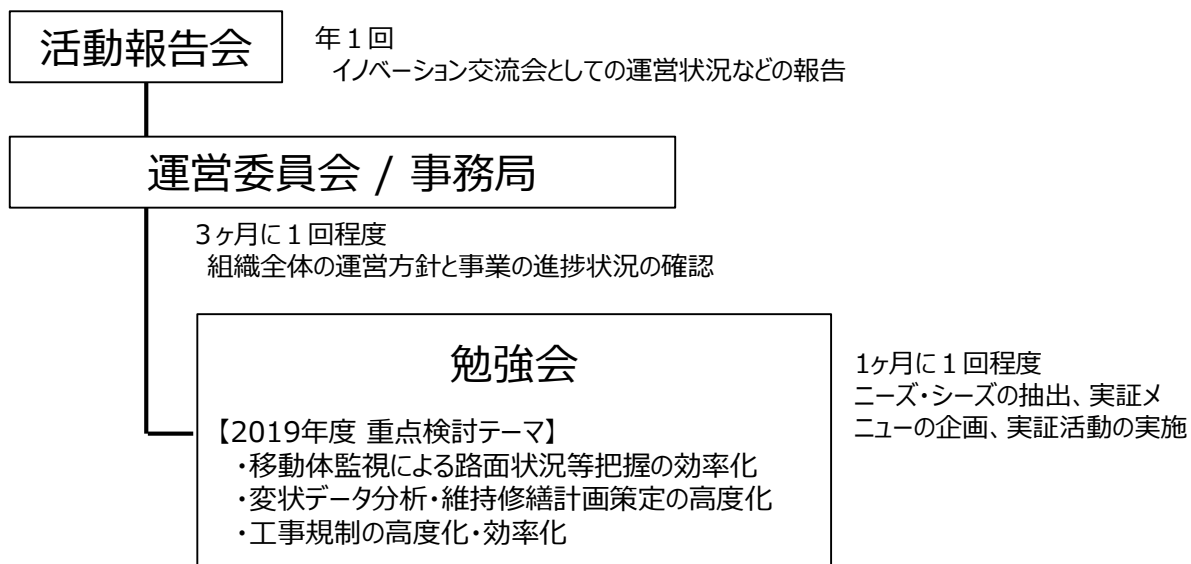 活動報告会
年１回
イノベーション交流会としての運営状況などの報告
運営委員会 / 事務局
３ヶ月に１回程度
組織全体の運営方針と事業の進捗状況の確認
勉強会
【2019年度 重点検討テーマ】
・移動体監視による路面状況等把握の効率化
・変状データ分析・維持修繕計画策定の高度化
・工事規制の高度化・効率化
1ヶ月に１回程度
ニーズ・シーズの抽出、実証メ
ニューの企画、実証活動の実施